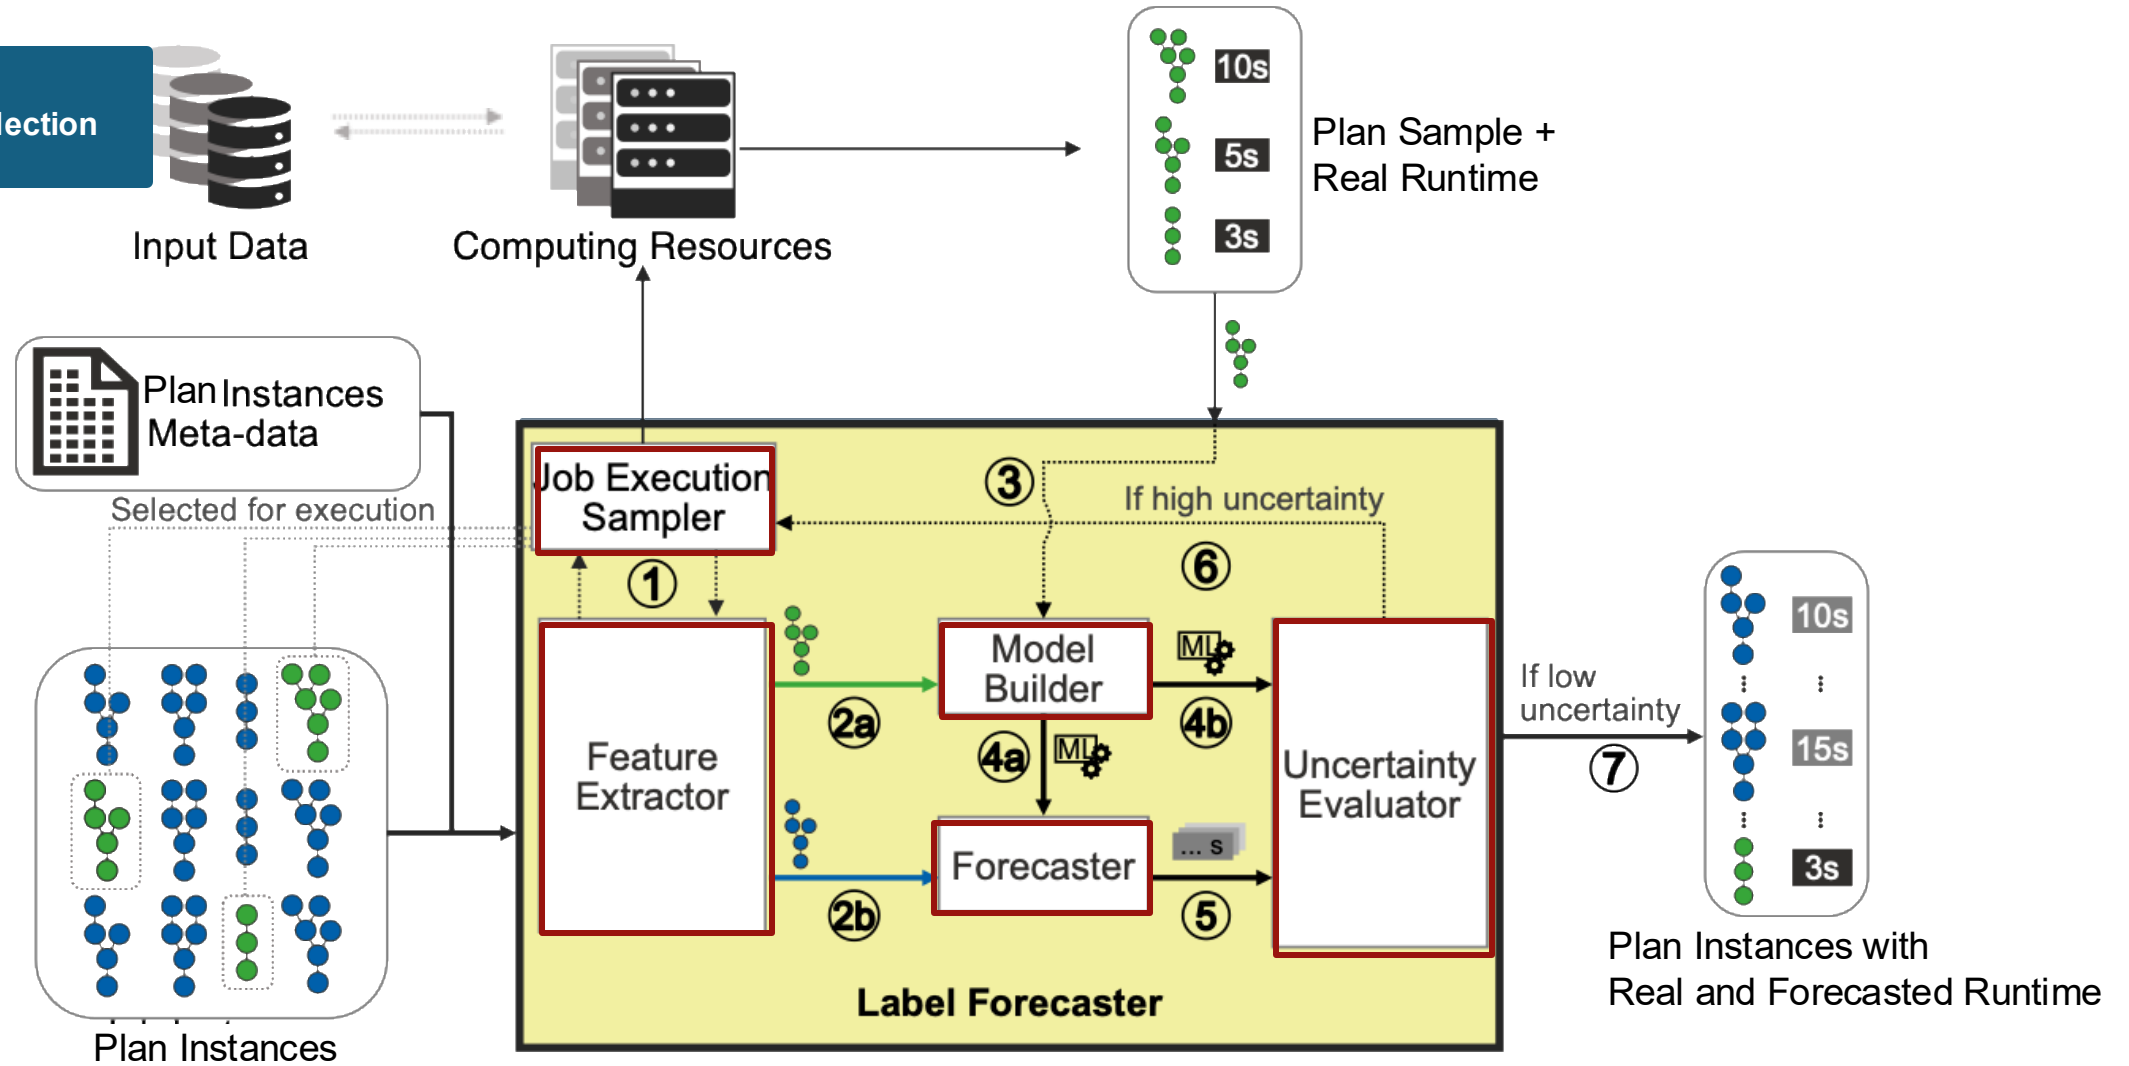 lection
Input Data
Computing Resources
10s
5s
3s
Plan Sample +
Real Runtime
Plan Instances
Meta-data
Selected for execution
Job Execution
Sampler
1
3
If high uncertainty
6
Feature
Extractor
2a
2b
Model
Builder
ML
4a
ML
4b
Forecaster
... s
5
Uncertainty
Evaluator
Label Forecaster
If low
uncertainty
7
10s
15s
3s
Plan Instances with
Real and Forecasted Runtime
Plan Instances